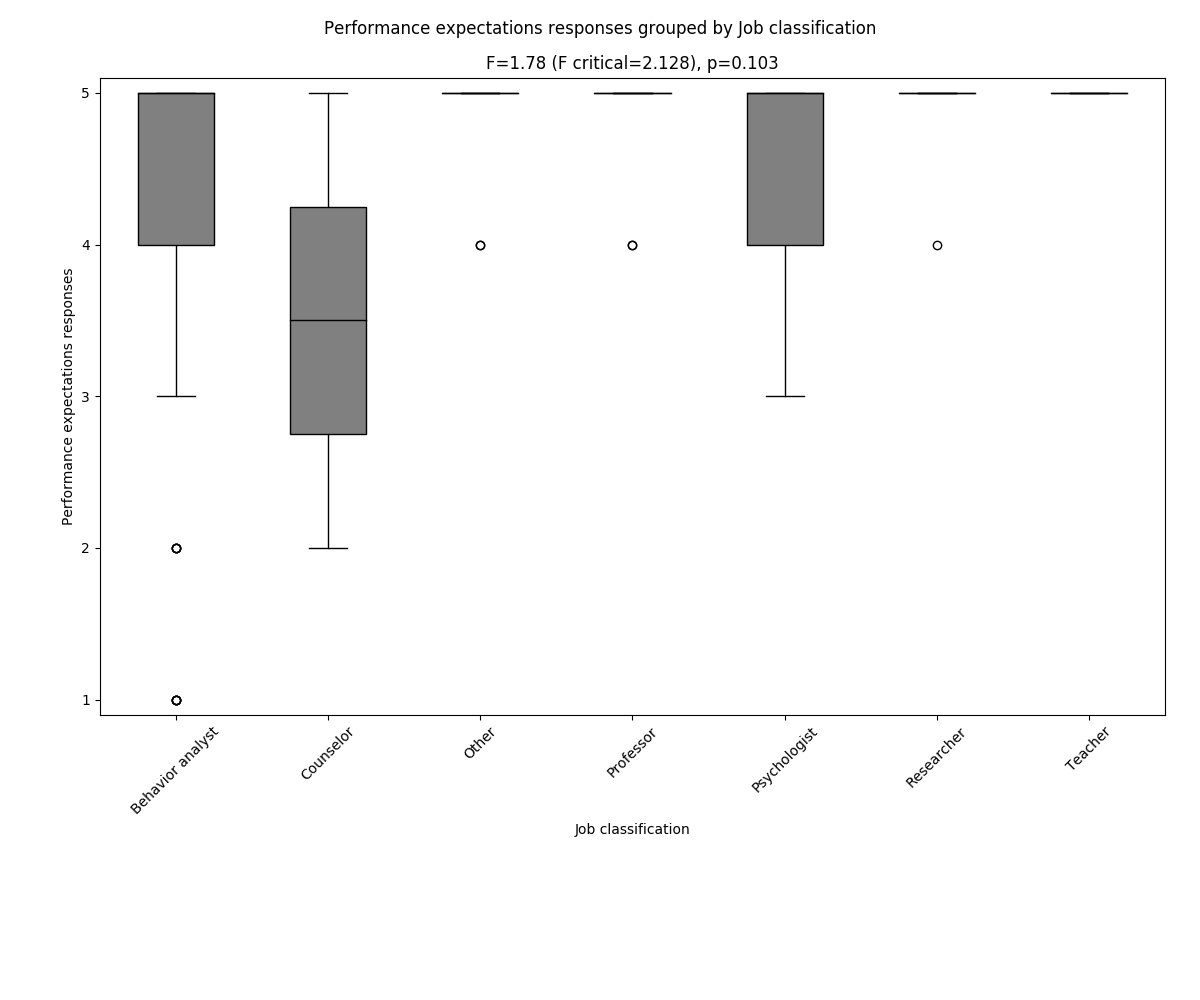 Performance expectations responses grouped by Job classification
F=1.78 (F critical=2.128), p=0.103
Performance expectations responses
5
4
3
2
1
Behavior analyst
Counselor
Other
Professor
Psychologist
Researcher
Teacher
Job classification